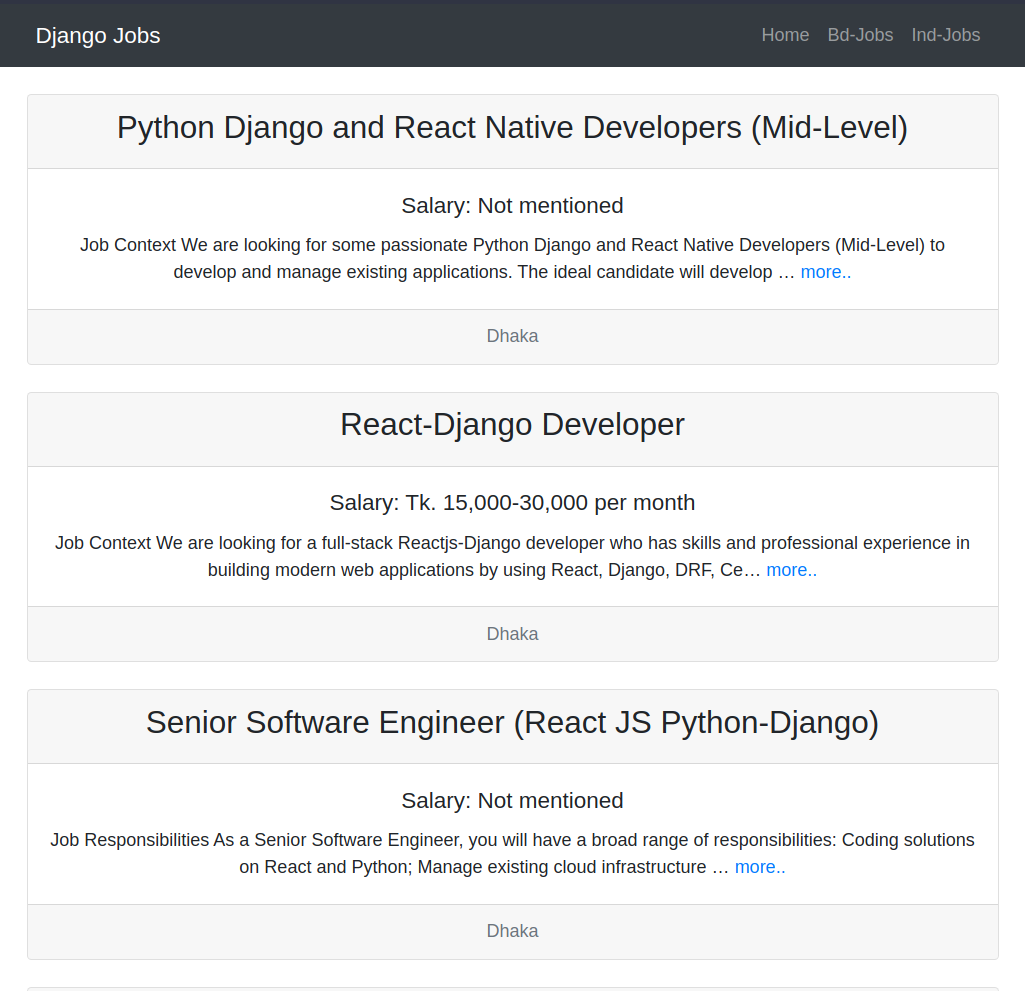 Django Jobs
Home Bd-Jobs Ind-Jobs
Python Django and React Native Developers (Mid-Level)
Salary: Not mentioned
Job Context We are looking for some passionate Python Django and React Native Developers (Mid-Level) to
develop and manage existing applications. The ideal candidate will develop … more..
Dhaka
React-Django Developer
Salary: Tk. 15,000-30,000 per month
Job Context We are looking for a full-stack Reactjs-Django developer who has skills and professional experience in
building modern web applications by using React, Django, DRF, Ce… more..
Dhaka
Senior Software Engineer (React JS Python-Django)
Salary: Not mentioned
Job Responsibilities As a Senior Software Engineer, you will have a broad range of responsibilities: Coding solutions
on React and Python; Manage existing cloud infrastructure … more..
Dhaka